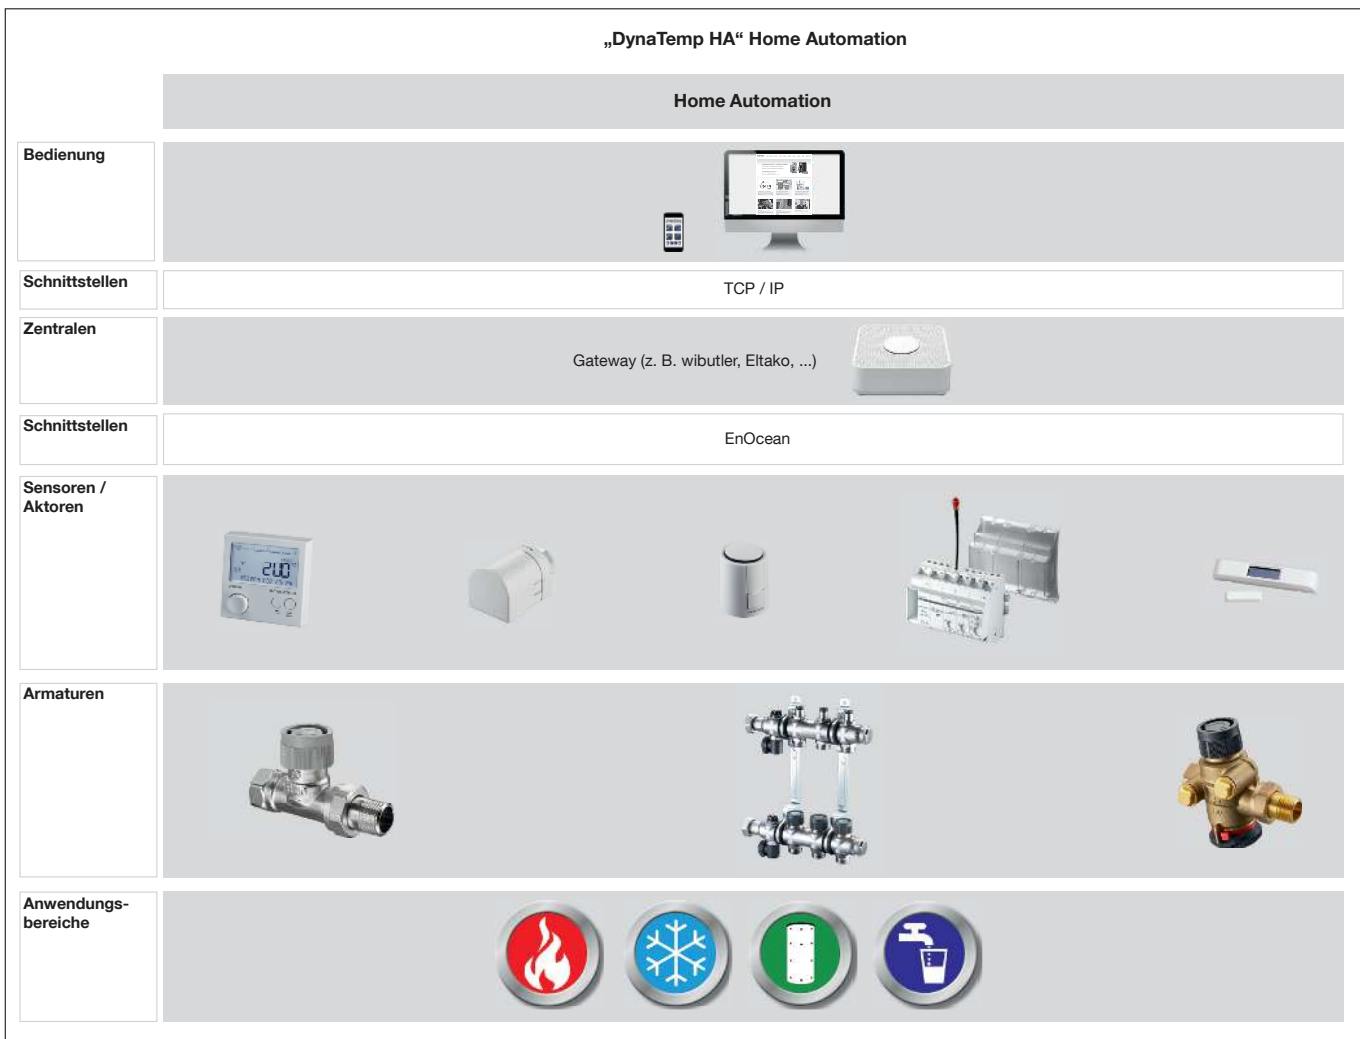 „DynaTemp HA“ Home Automation
Home Automation
Bedienung
Schnittstellen
TCP / IP
Zentralen
Gateway (z. B. wibutler, Eltako, ...)
Schnittstellen
EnOcean
Sensoren /
Aktoren
Armaturen
Anwendungs-
bereiche